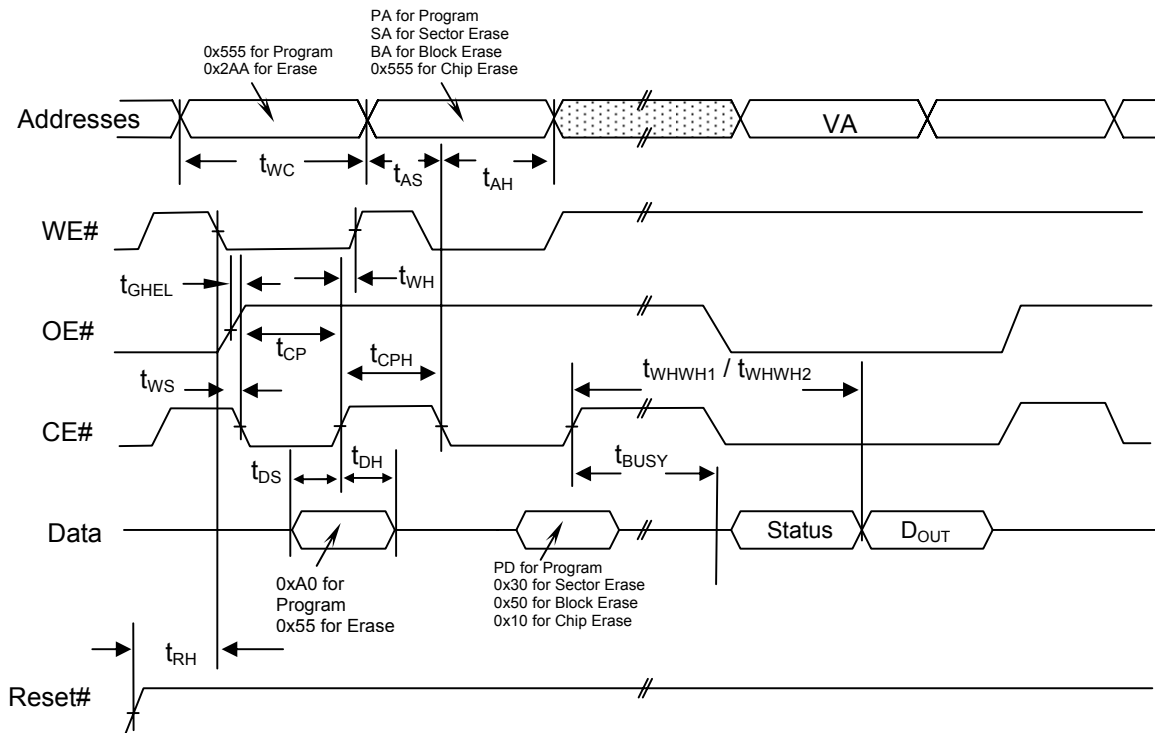 0x555 for Program
0x2AA for Erase
PA for Program
SA for Sector Erase
BA for Block Erase
0x555 for Chip Erase
Addresses
VA
tWC
tAS
tAH
WE#
tGHEL
tWH
OE#
tCP
tCPH
tWHWH1 / tWHWH2
tWS
CE#
tBUSY
tDS
tDH
Data
Status
DOUT
0xA0 for
Program
0x55 for Erase
PD for Program
0x30 for Sector Erase
0x50 for Block Erase
0x10 for Chip Erase
tRH
Reset#